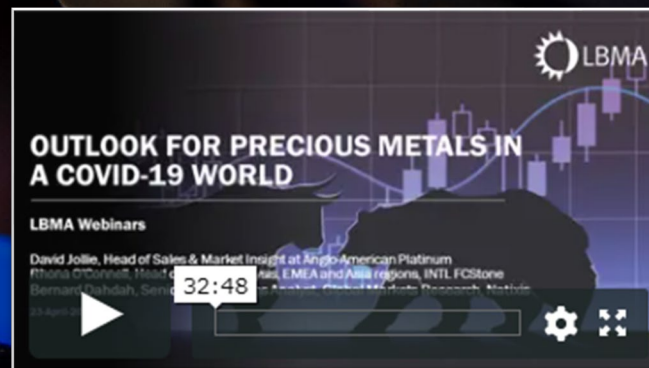 LBMA
OUTLOOK FOR PRECIOUS METALS IN
A COVID-19 WORLD
LBMA Webinars
David Jollie, Head of Sales & Market Insight at Anglo American Platinum
Rhona O'Connell, Head of EMEA and Asia regions, INTL FCStone
32:48
Bernard Dahdah, Analyst, Global Markets Research, Natixis